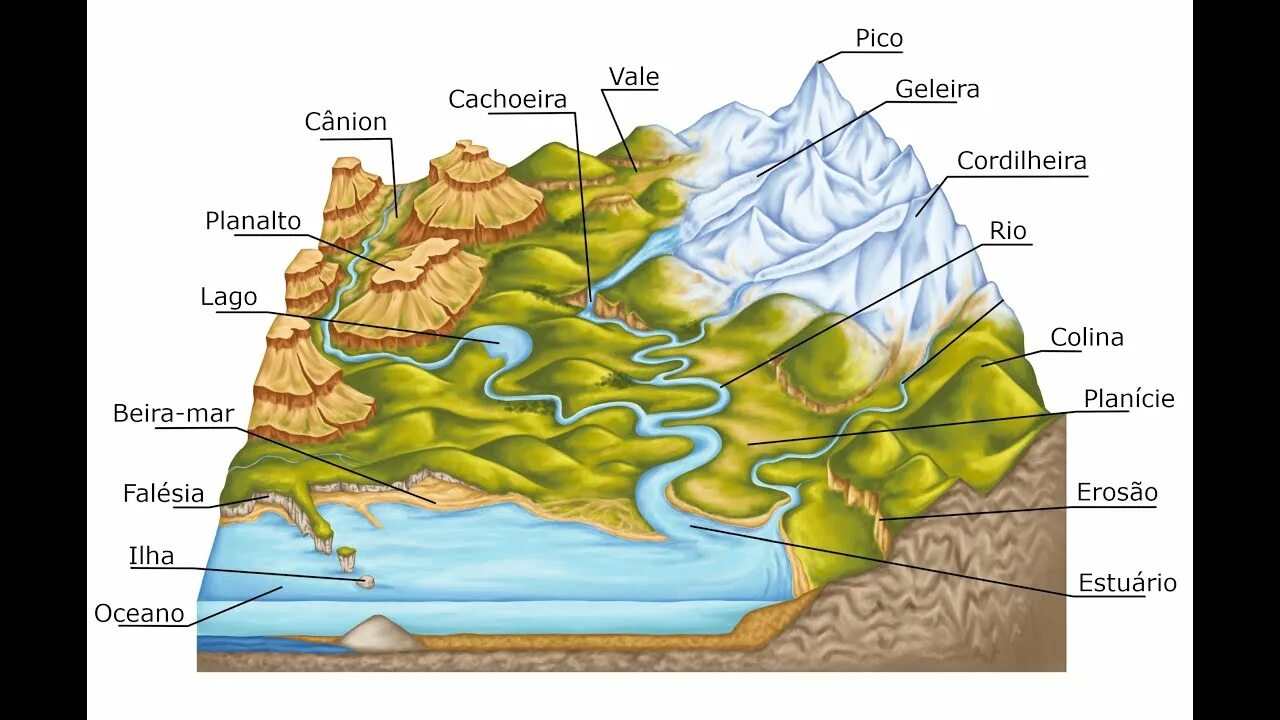 Pico
Vale
Geleira
Cachoeira
Cânion
Cordilheira
Planalto
Rio
Lago
Colina
Planície
Beira-mar
Falésia
Erosão
Ilha
Estuário
Oceano